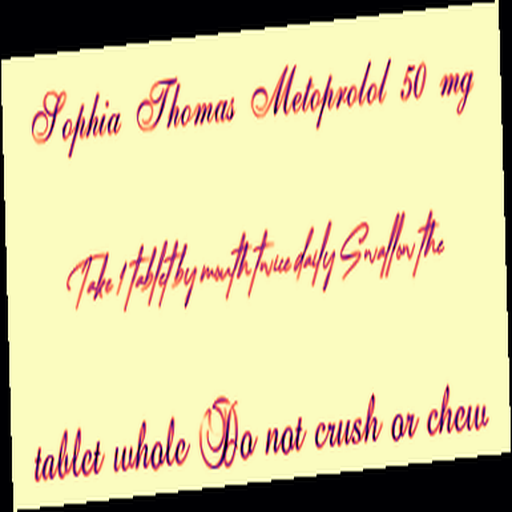 Sophia Thomas Metoprolol 50 mg
Take 1 tablet by mouth twice daily Swallow the
tablet whole Do not crush or chew